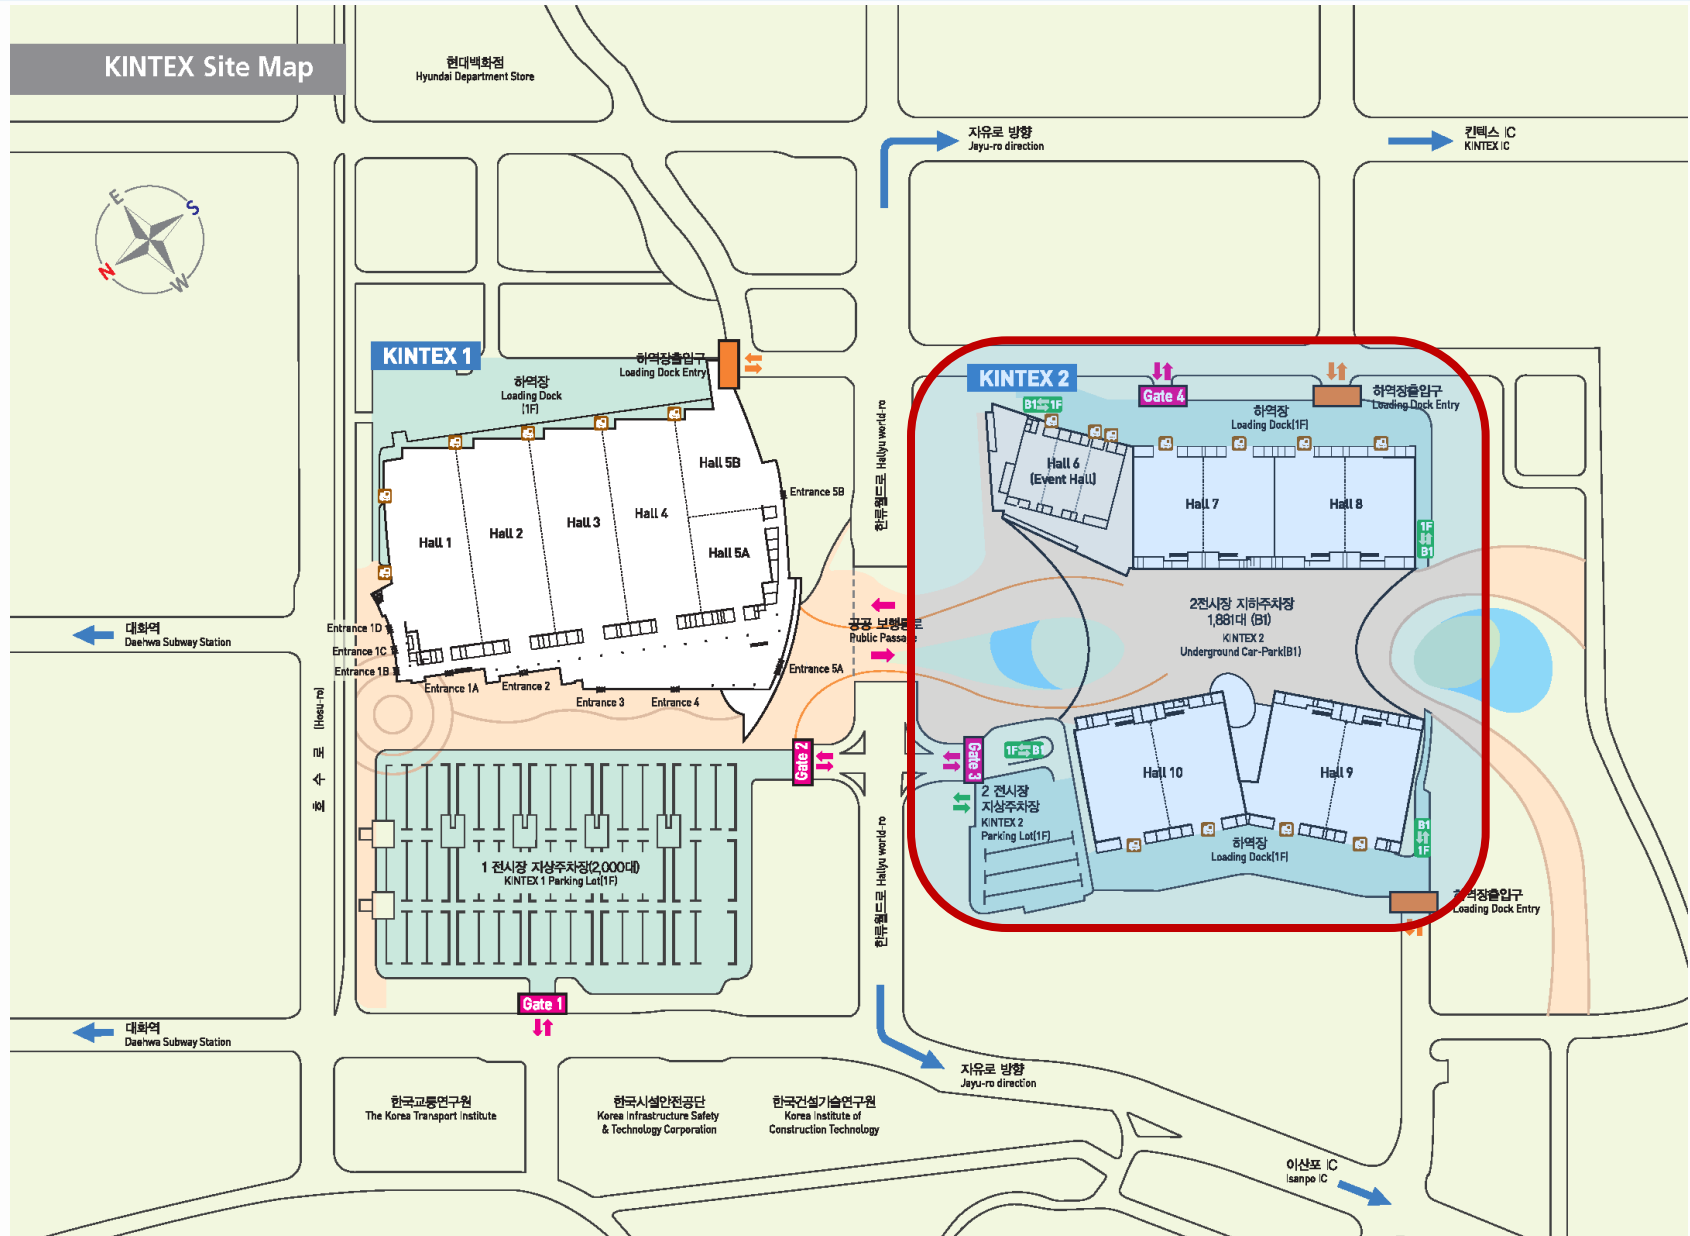 KINTEX Site Map
현대백화점
Hyundai Department Store
자유로 방향
Jayu-ro direction
킨텍스 IC
KINTEX IC
E
S
N
W
KINTEX 1
하역장출입구
Loading Dock Entry
하역장
Loading Dock
(1F)
Hall 1
Hall 2
Hall 3
Hall 4
Hall 5B
Hall 5A
Entrance 5B
Entrance 5A
Entrance 1D
Entrance 1C
Entrance 1B
Entrance 1A
Entrance 2
Entrance 3
Entrance 4
대화역
Daehwa Subway Station
호수로 (Hosu-ro)
한류월드로 Hallyu world-ro
공공 보행통로
Public Passage
KINTEX 2
Gate 4
하역장출입구
Loading Dock Entry
B1 1F
하역장
Loading Dock(1F)
Hall 6
(Event Hall)
Hall 7
Hall 8
1F
B1
2전시장 지하주차장
1,881대 (B1)
KINTEX 2
Underground Car-Park(B1)
Gate 2
Gate 3
1F B1
2 전시장
지상주차장
KINTEX 2
Parking Lot(1F)
Hall 10
Hall 9
하역장
Loading Dock(1F)
B1
1F
하역장출입구
Loading Dock Entry
1 전시장 지상주차장(2,000대)
KINTEX 1 Parking Lot(1F)
한류월드로 Hallyu world-ro
Gate 1
대화역
Daehwa Subway Station
자유로 방향
Jayu-ro direction
한국교통연구원
The Korea Transport Institute
한국시설안전공단
Korea Infrastructure Safety
& Technology Corporation
한국건설기술연구원
Korea Institute of
Construction Technology
이산포 IC
Isanpo IC